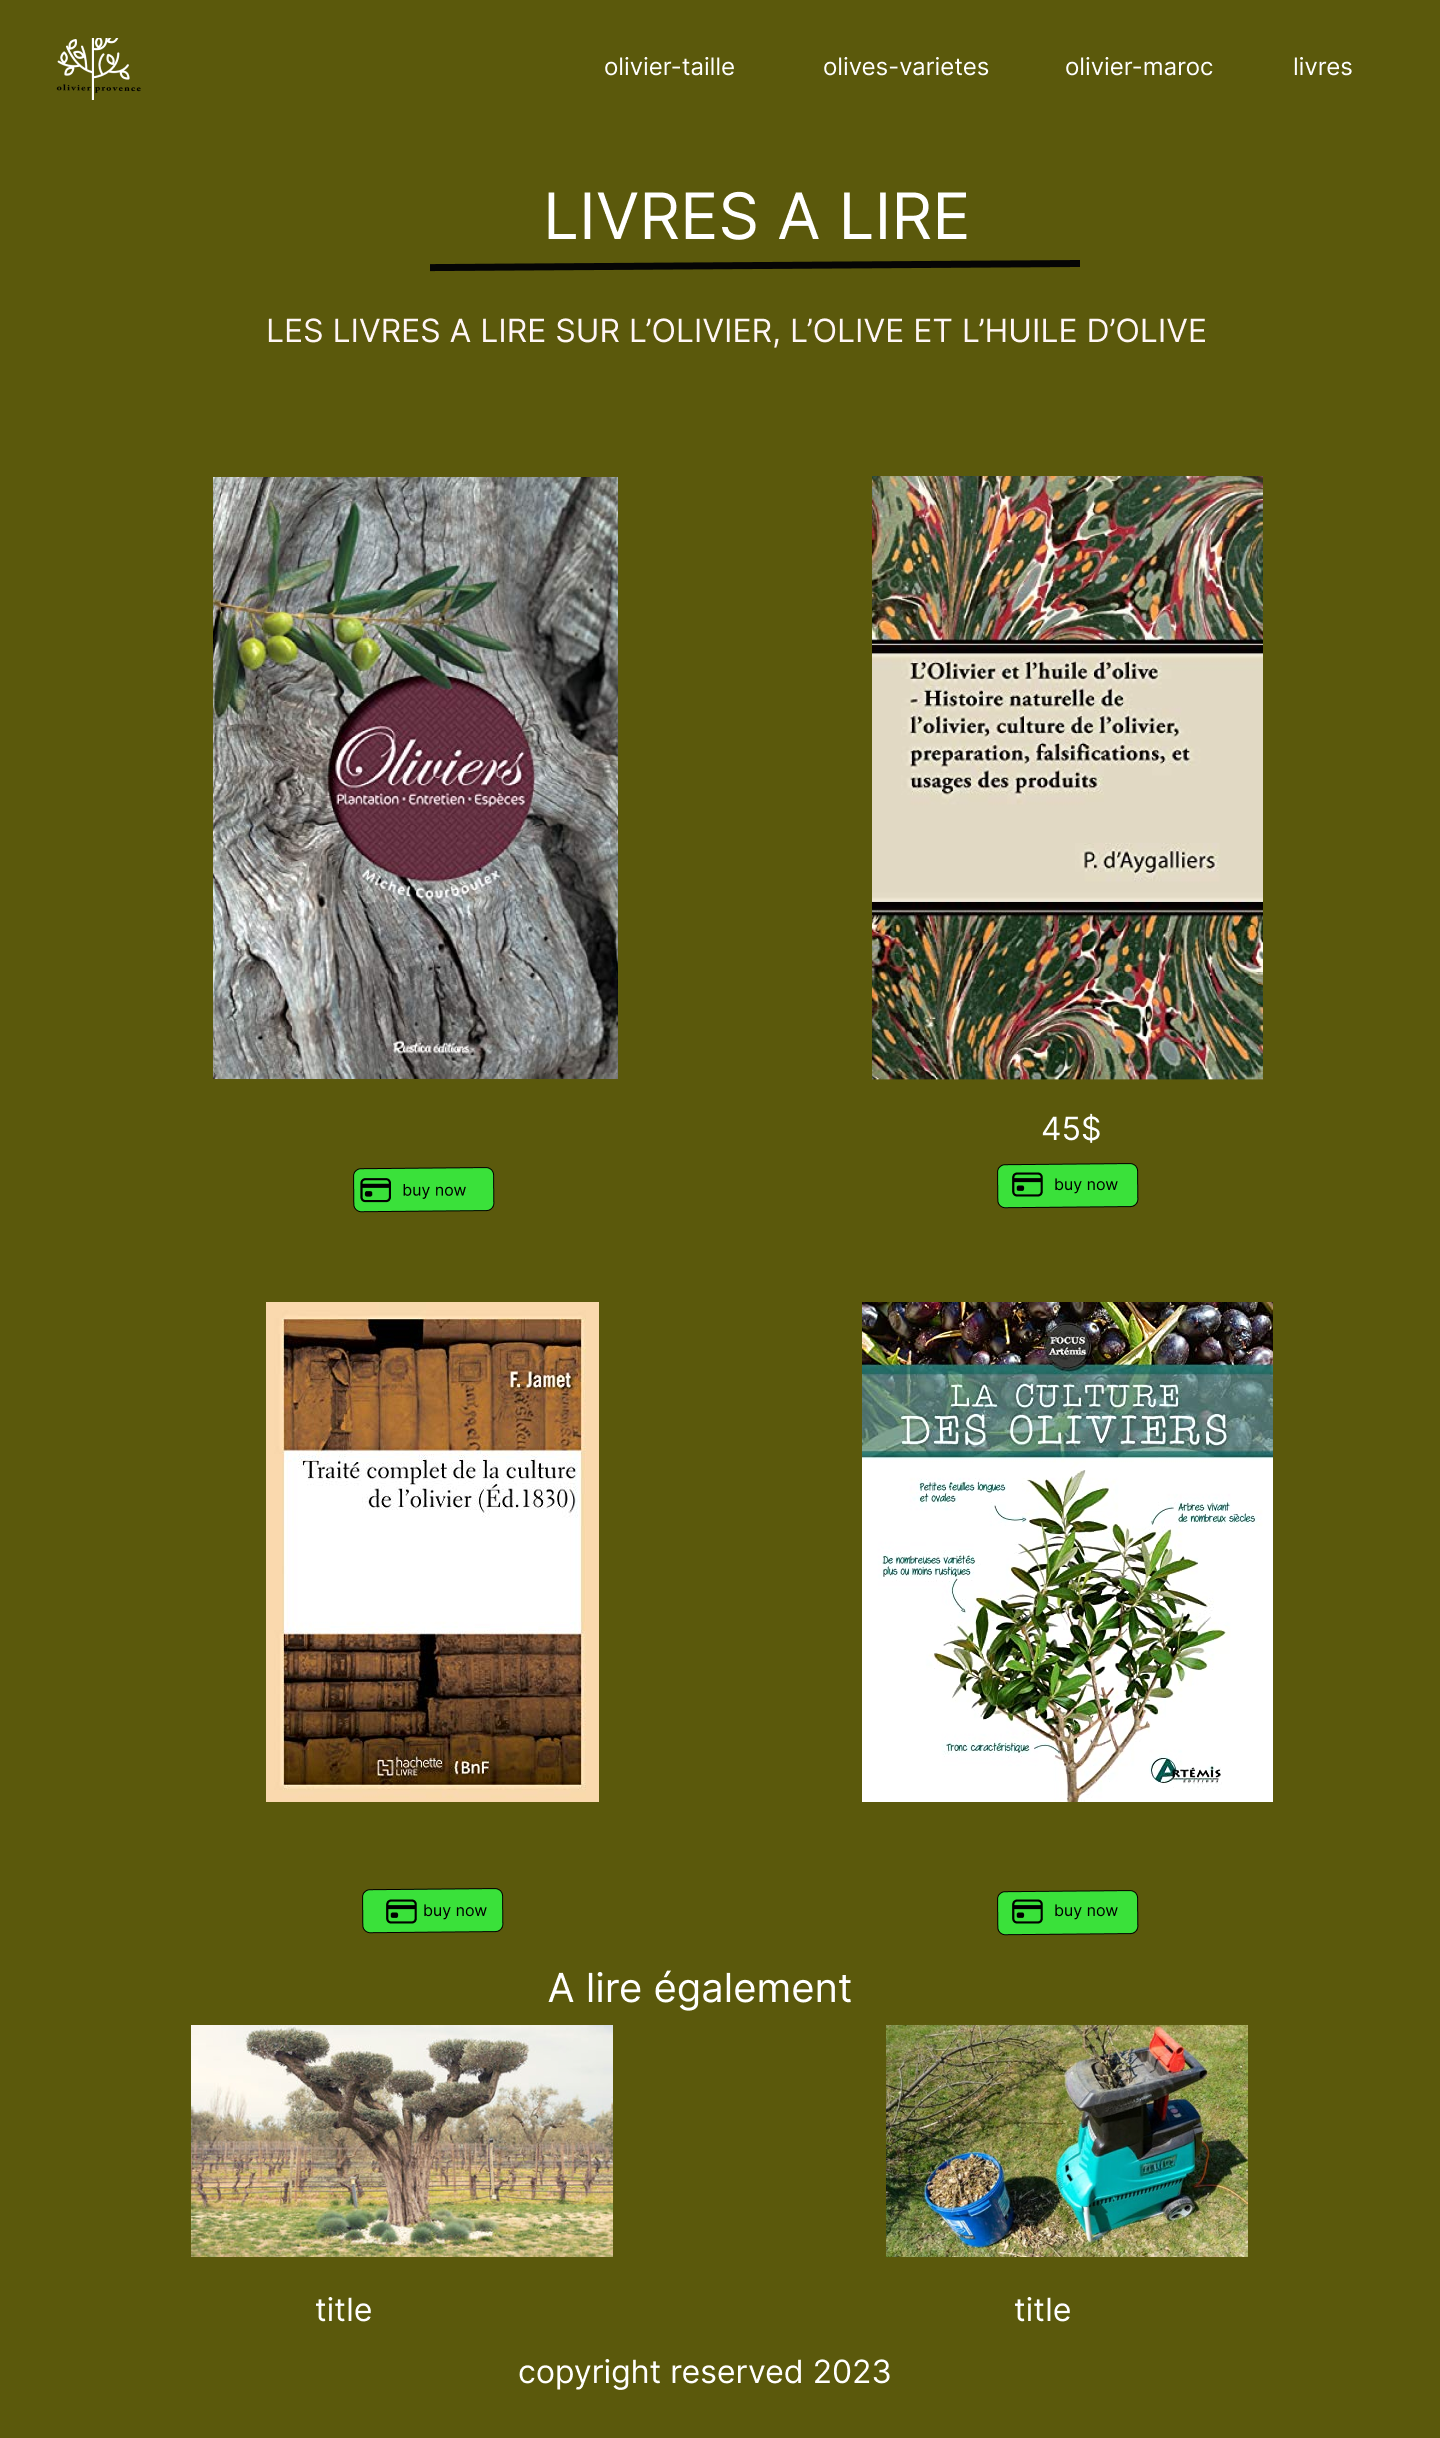 olivier provence
olivier-taille
olives-varietes
olivier-maroc
livres
LIVRES A LIRE
LES LIVRES A LIRE SUR L’OLIVIER, L’OLIVE ET L’HUILE D’OLIVE
Oliviers
Plantation • Entretien • Espèces
Michel Courboulex
Rustica éditions
L’Olivier et l’huile d’olive
- Histoire naturelle de
l’olivier, culture de l’olivier,
preparation, falsifications, et
usages des produits
P. d’Aygalliers
45$
buy now
buy now
F. Jamet
Traité complet de la culture
de l’olivier (Éd.1830)
hachette
LIVRE
(BnF
FOCUS
Artémis
LA CULTURE
DES OLIVIERS
Petites feuilles longues
et ovales
Arbres vivant
de nombreux siècles
De nombreuses variétés
plus ou moins rustiques
Tronc caractéristique
ARTÉMIS
ÉDITIONS
buy now
buy now
A lire également
title
title
copyright reserved 2023